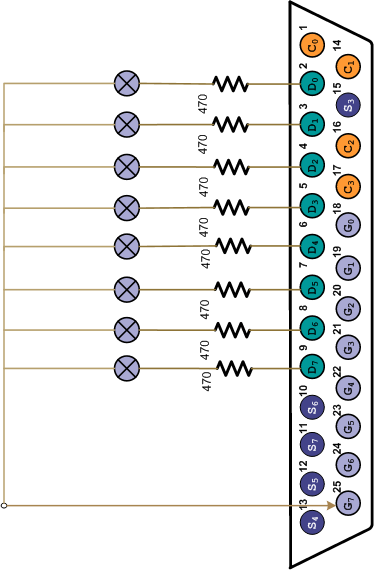 1 C0
14 C1
2 D0
15 S3
470
3 D1
16 C2
470
4 D2
17 C3
470
5 D3
18 G0
470
6 D4
19 G1
470
7 D5
20 G2
470
8 D6
21 G3
470
9 D7
22 G4
470
10 S6
23 G5
11 S7
24 G6
12 S5
25 G7
13 S4